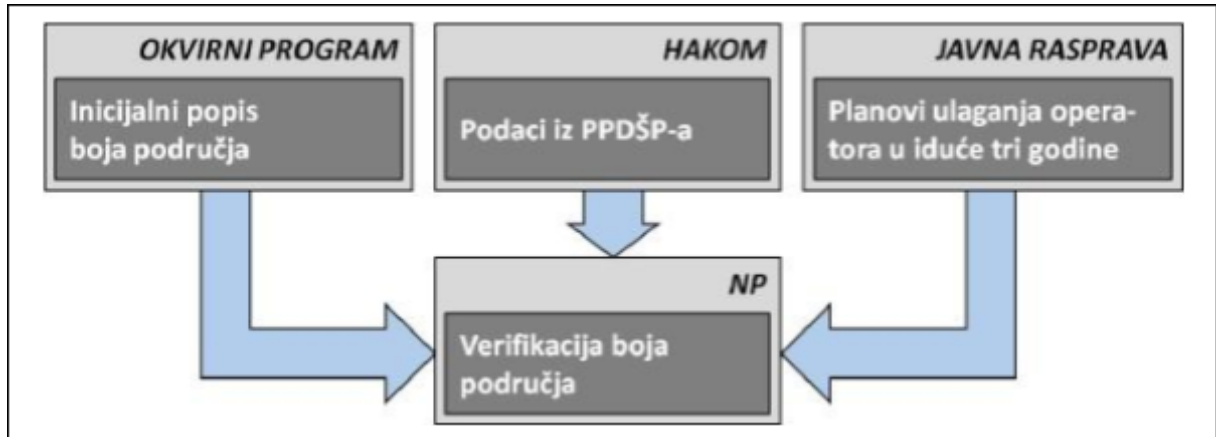 OKVIRNI PROGRAM
Inicijalni popis
boja područja
HAKOM
Podaci iz PPDŠP-a
JAVNA RASPRAVA
Planovi ulaganja opera-
tora u iduće tri godine
NP
Verifikacija boja
područja